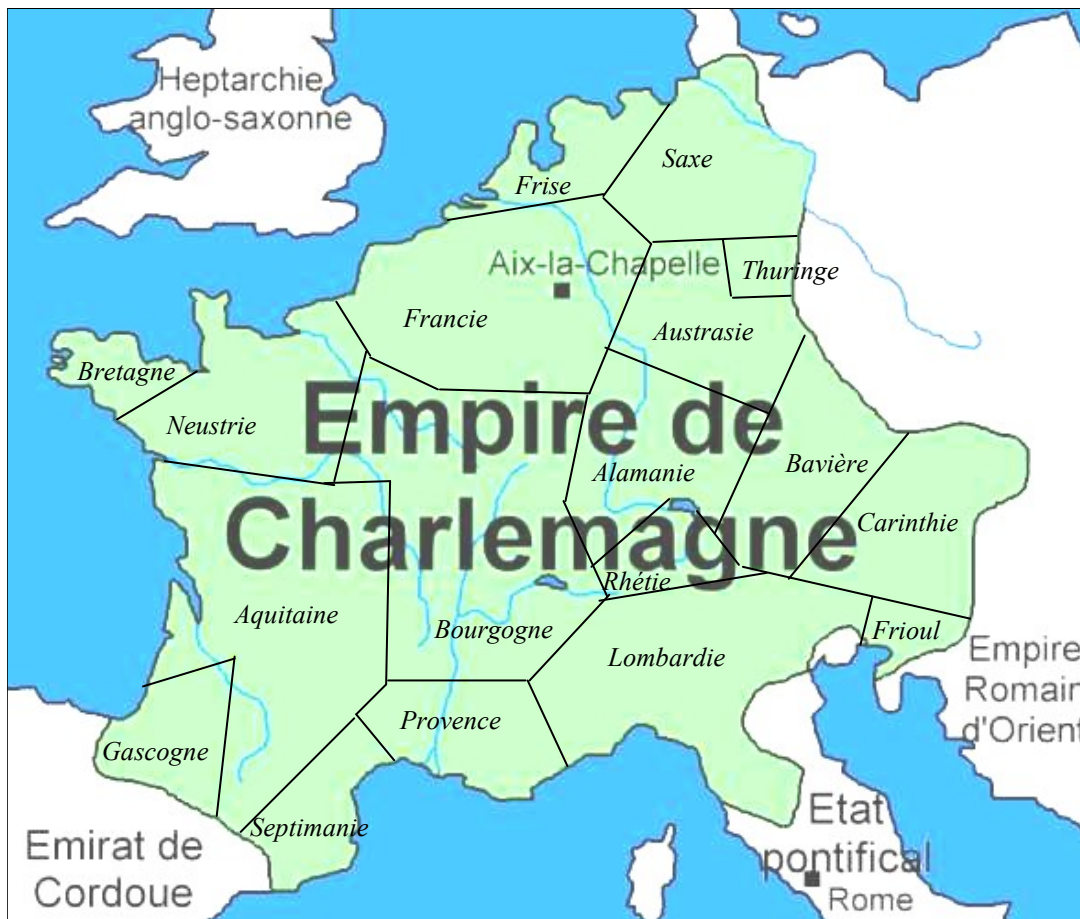 Heptarchie
anglo-saxonne
Saxe
Frise
Aix-la-Chapelle
Thuringe
Francie
Austrasie
Bretagne
Neustrie
Empire de
Charlemagne
Alamanie
Bavière
Carinthie
Rhétie
Aquitaine
Bourgogne
Lombardie
Frioul
Empire
Romain
d'Orient
Provence
Gascogne
Septimanie
Emirat de
Cordoue
Etat
pontifical
Rome